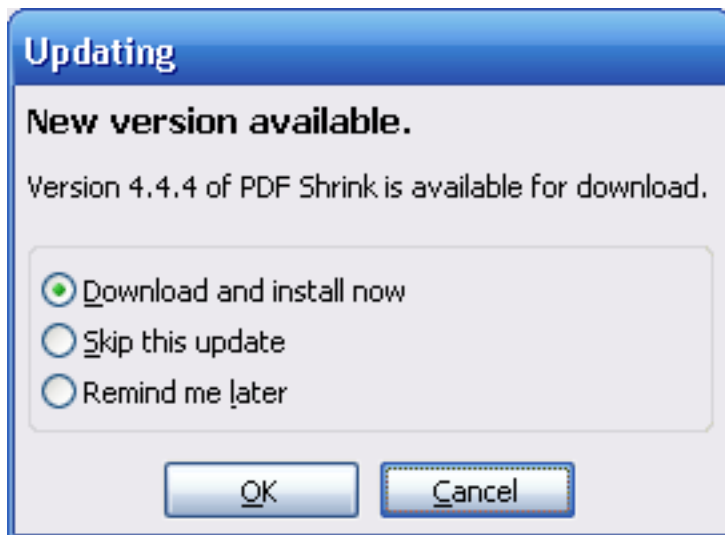 Updating
New version available.
Version 4.4.4 of PDF Shrink is available for download.
Download and install now
Skip this update
Remind me later
OK
Cancel